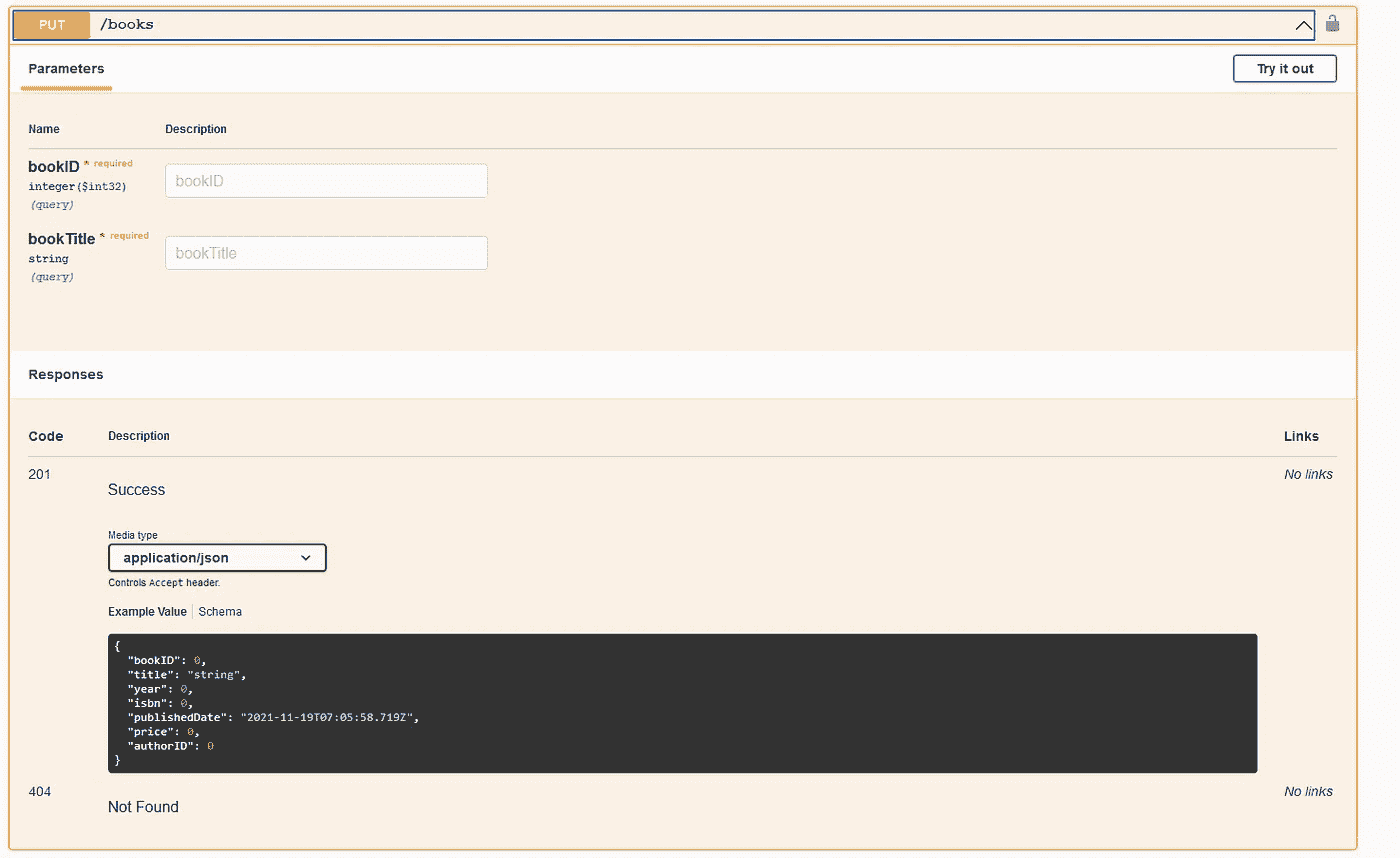 PUT /books
Parameters Try it out
Name Description
bookID * required
integer($int32)
(query)
bookID
bookTitle * required
string
(query)
bookTitle
Responses
Code Description Links
201 Success No links
Media type
application/json
Controls Accept header.
Example Value Schema
{
"bookID": 0,
"title": "string",
"year": 0,
"isbn": 0,
"publishedDate": "2021-11-19T07:05:58.719Z",
"price": 0,
"authorID": 0
}
404 Not Found No links